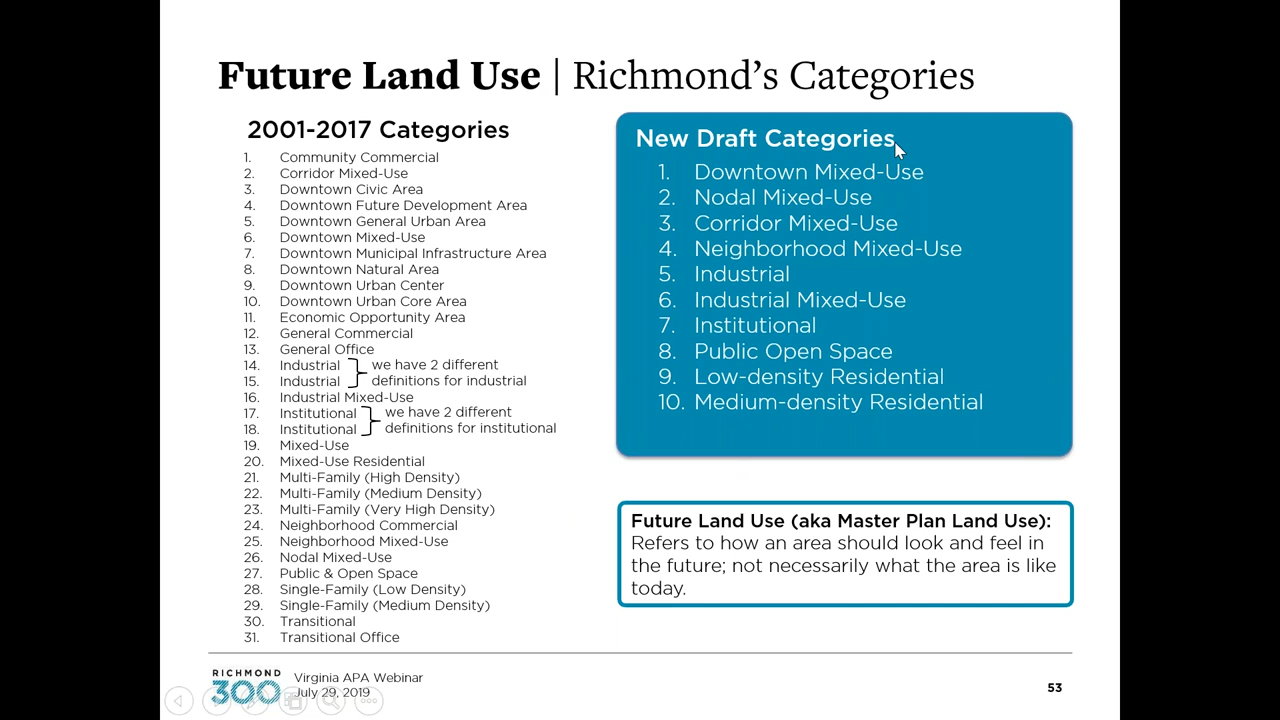 Future Land Use | Richmond's Categories
2001-2017 Categories
1. Community Commercial
2. Corridor Mixed-Use
3. Downtown Civic Area
4. Downtown Future Development Area
5. Downtown General Urban Area
6. Downtown Mixed-Use
7. Downtown Municipal Infrastructure Area
8. Downtown Natural Area
9. Downtown Urban Center
10. Downtown Urban Core Area
11. Economic Opportunity Area
12. General Commercial
13. General Office
14. Industrial
15. Industrial
we have 2 different
definitions for industrial
16. Industrial Mixed-Use
17. Institutional
18. Institutional
we have 2 different
definitions for institutional
19. Mixed-Use
20. Mixed-Use Residential
21. Multi-Family (High Density)
22. Multi-Family (Medium Density)
23. Multi-Family (Very High Density)
24. Neighborhood Commercial
25. Neighborhood Mixed-Use
26. Nodal Mixed-Use
27. Public & Open Space
28. Single-Family (Low Density)
29. Single-Family (Medium Density)
30. Transitional
31. Transitional Office
New Draft Categories
1. Downtown Mixed-Use
2. Nodal Mixed-Use
3. Corridor Mixed-Use
4. Neighborhood Mixed-Use
5. Industrial
6. Industrial Mixed-Use
7. Institutional
8. Public Open Space
9. Low-density Residential
10. Medium-density Residential
Future Land Use (aka Master Plan Land Use):
Refers to how an area should look and feel in
the future; not necessarily what the area is like
today.
RICHMOND
300
Virginia APA Webinar
July 29, 2019
53